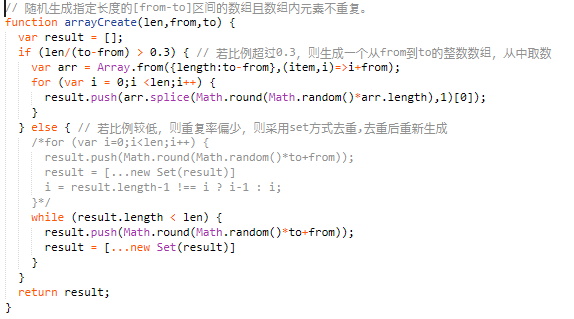 // 随机生成指定长度的[from-to]区间的数组且数组内元素不重复。
function arrayCreate(len,from,to) {
  var result = [];
  if (len/(to-from) > 0.3) { // 若比例超过0.3, 则生成一个从from到to的整数数组, 从中取数
    var arr = Array.from({length:to-from},(item,i)=>i+from);
    for (var i = 0;i <len;i++) {
      result.push(arr.splice(Math.round(Math.random()*arr.length),1)[0]);
    }
  } else { // 若比例较低, 则重复率偏少, 则采用set方式去重,去重后重新生成
    /*for (var i=0;i<len;i++) {
      result.push(Math.round(Math.random()*to+from));
      result = [...new Set(result)]
      i = result.length-1 !== i ? i-1 : i;
    }*/
    while (result.length < len) {
      result.push(Math.round(Math.random()*to+from));
      result = [...new Set(result)]
    }
  }
  return result;
}